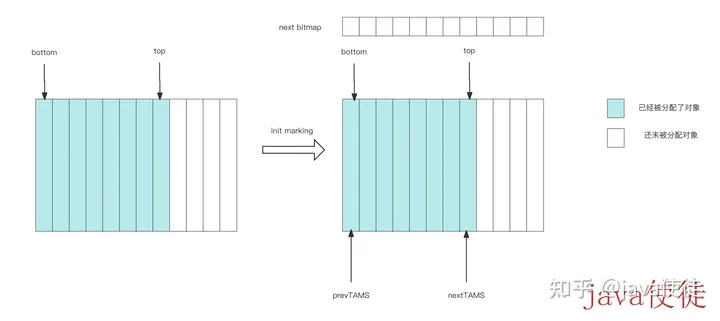 next bitmap
bottom
top
bottom
top
已经被分配了对象
还未被分配对象
init marking
prevTAMS
nextTAMS
知乎 @java使徒
java使徒